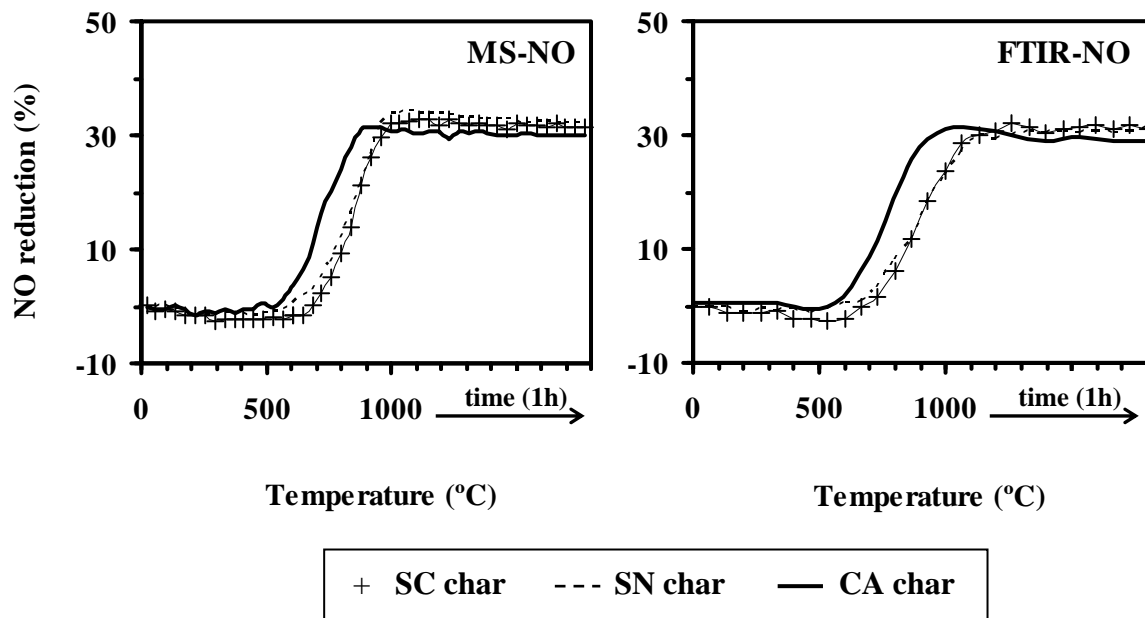 50
30
10
-10
NO reduction (%)
MS-NO
0
500
1000
time (1h)
Temperature (ºC)
50
30
10
-10
FTIR-NO
0
500
1000
time (1h)
Temperature (ºC)
+ SC char --- SN char — CA char